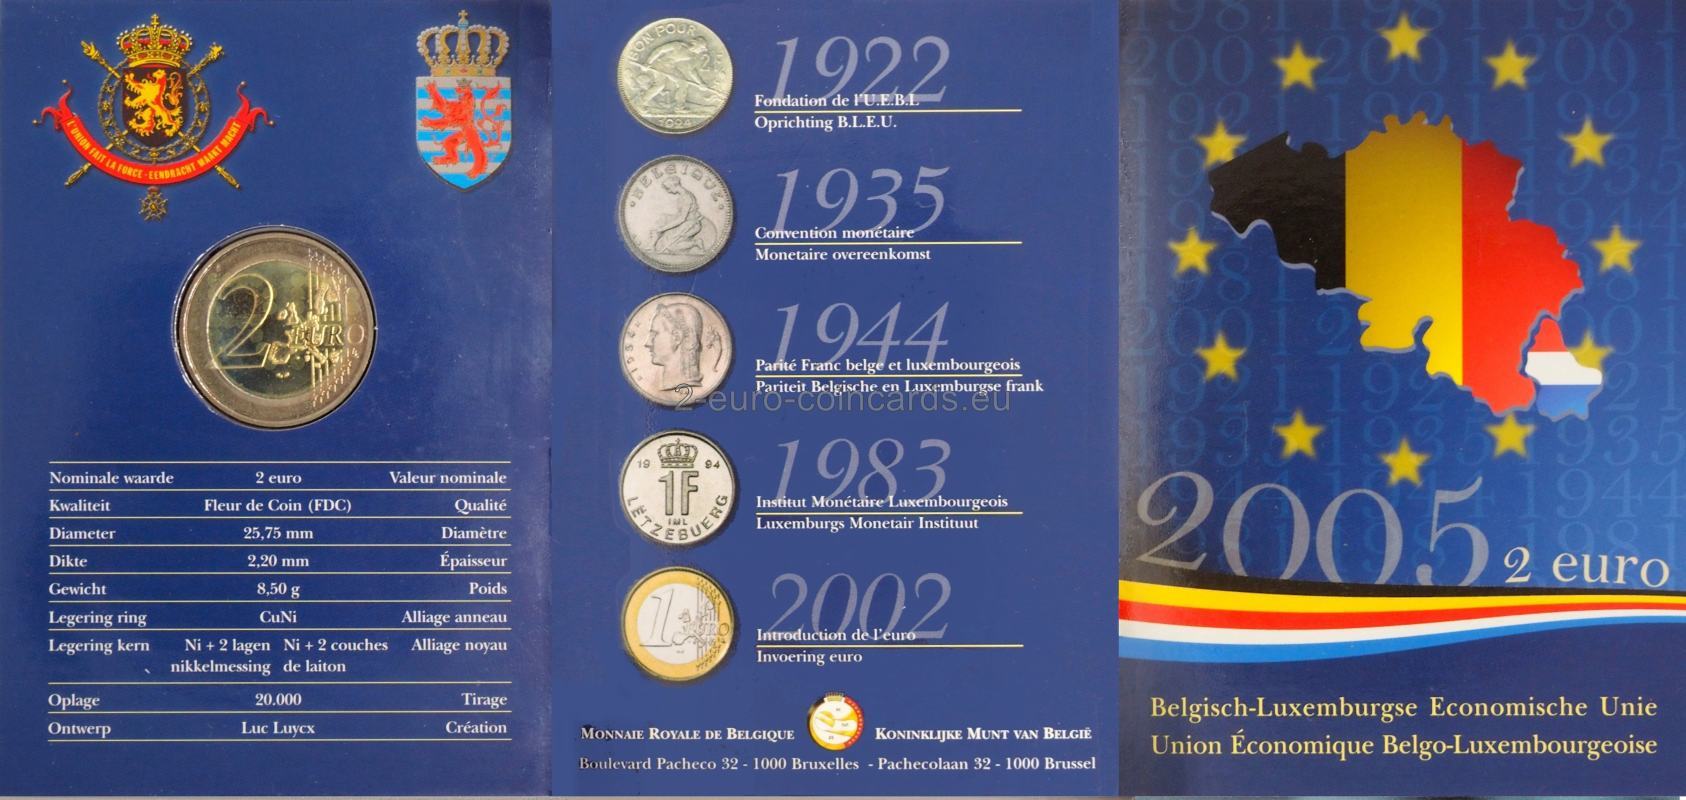 L'UNION FAIT LA FORCE - EENDRACHT MAAKT MACHT
2 EURO
Nominale waarde 2 euro Valeur nominale
Kwaliteit Fleur de Coin (FDC) Qualité
Diameter 25,75 mm Diamètre
Dikte 2,20 mm Épaisseur
Gewicht 8,50 g Poids
Legering ring CuNi Alliage anneau
Legering kern Ni + 2 lagen Ni + 2 couches Alliage noyau
nikkelmessing de laiton
Oplage 20.000 Tirage
Ontwerp Luc Luycx Création
BON POUR
2 F
1924
1922
Fondation de l'U.E.B.L
Oprichting B.L.E.U.
BELGIQUE
1935
Convention monétaire
Monetaire overeenkomst
1944
Parité Franc belge et luxembourgeois
Pariteit Belgische en Luxemburgse frank
2-euro-coincards.eu
19 94
1F
IML
LËTZEBUERG
1983
Institut Monétaire Luxembourgeois
Luxemburgs Monetair Instituut
1 EURO
2002
Introduction de l'euro
Invoering euro
MONNAIE ROYALE DE BELGIQUE KONINKLIJKE MUNT VAN BELGIË
Boulevard Pacheco 32 - 1000 Bruxelles - Pachecolaan 32 - 1000 Brussel
2005 2 euro
Belgisch-Luxemburgse Economische Unie
Union Économique Belgo-Luxembourgeoise